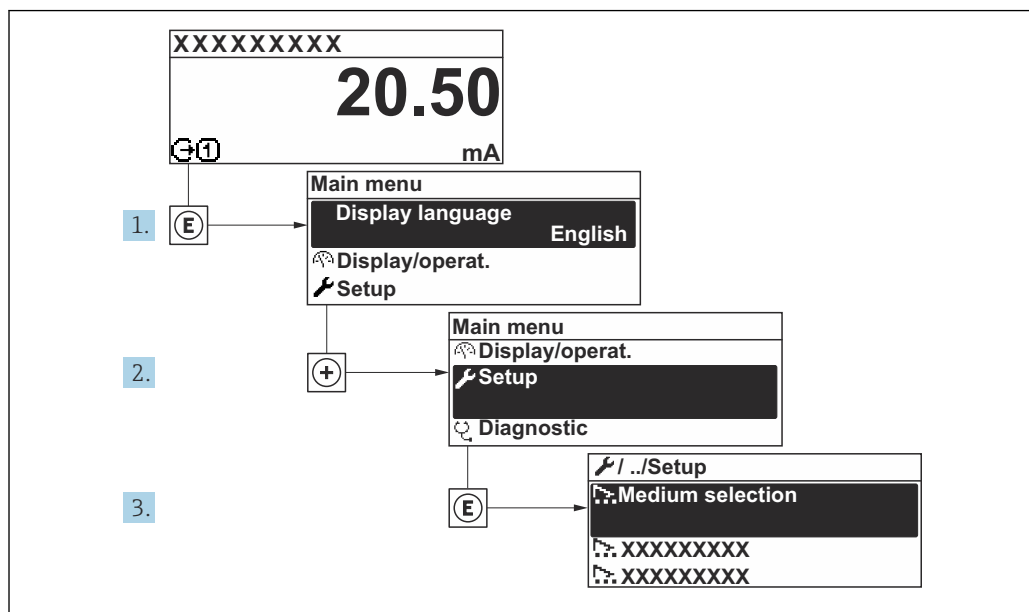 XXXXXXXXX
20.50
1 mA
Main menu
1. E Display language
English
Display/operat.
Setup
Main menu
Display/operat.
2. + Setup
Diagnostic
/ ../Setup
3. E Medium selection
XXXXXXXXX
XXXXXXXXX